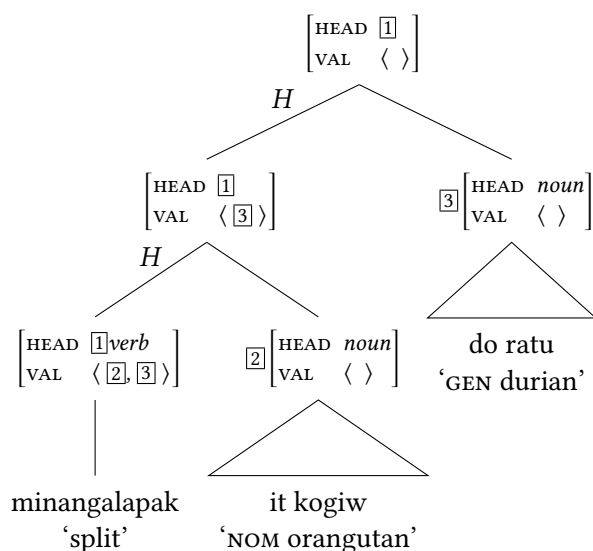 [HEAD [1]
VAL ⟨ ⟩]
H
[HEAD [1]
VAL ⟨ [3] ⟩]
[3] [HEAD noun
VAL ⟨ ⟩]
H
[HEAD [1]verb
VAL ⟨ [2], [3] ⟩]
[2] [HEAD noun
VAL ⟨ ⟩]
do ratu
‘GEN durian’
minangalapak
‘split’
it kogiw
‘NOM orangutan’